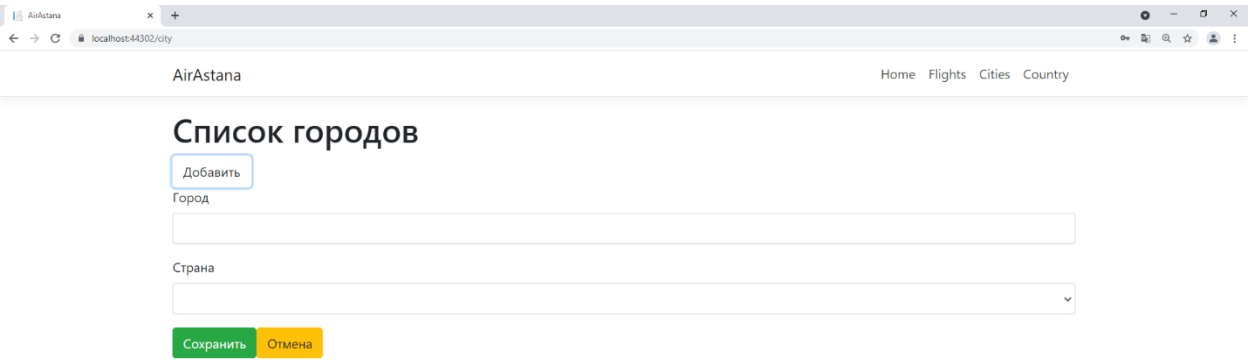 AirAstana
localhost:44302/city
AirAstana Home Flights Cities Country
Список городов
Добавить
Город
Страна
Сохранить Отмена